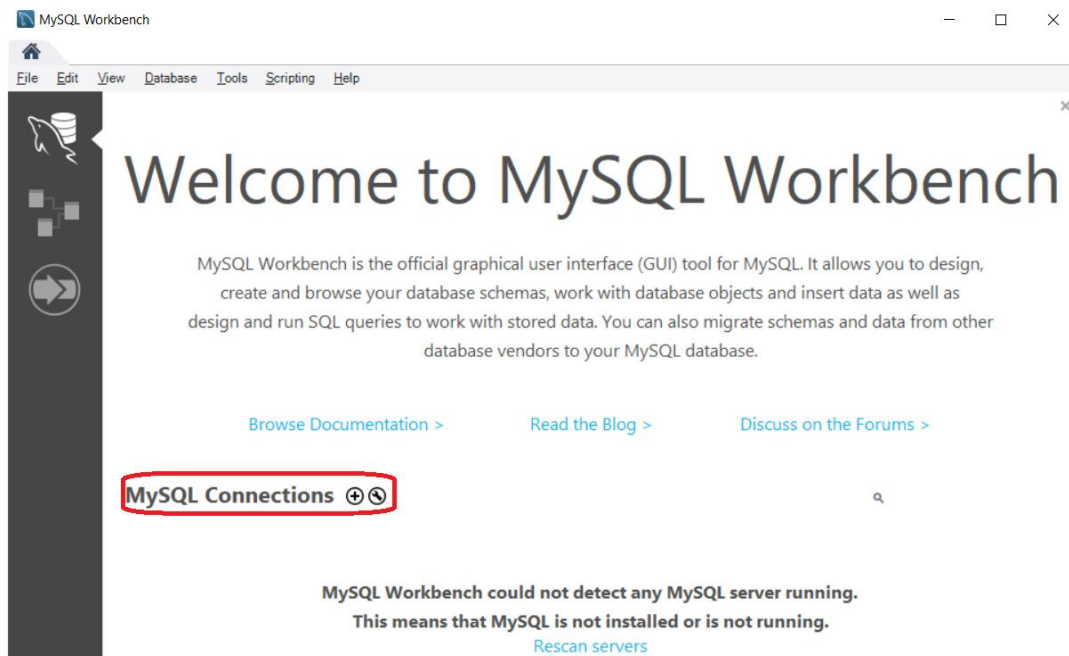 MySQL Workbench
File Edit View Database Tools Scripting Help
Welcome to MySQL Workbench
MySQL Workbench is the official graphical user interface (GUI) tool for MySQL. It allows you to design,
create and browse your database schemas, work with database objects and insert data as well as
design and run SQL queries to work with stored data. You can also migrate schemas and data from other
database vendors to your MySQL database.
Browse Documentation > Read the Blog > Discuss on the Forums >
MySQL Connections
MySQL Workbench could not detect any MySQL server running.
This means that MySQL is not installed or is not running.
Rescan servers